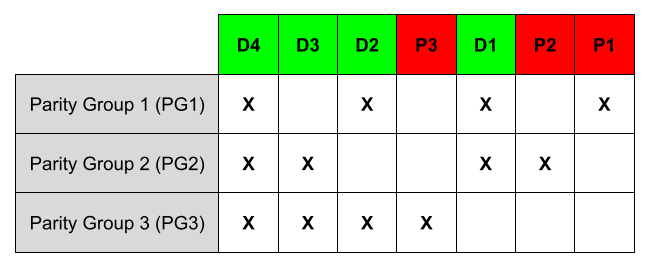 D4 D3 D2 P3 D1 P2 P1
Parity Group 1 (PG1) X X X X
Parity Group 2 (PG2) X X X X
Parity Group 3 (PG3) X X X X